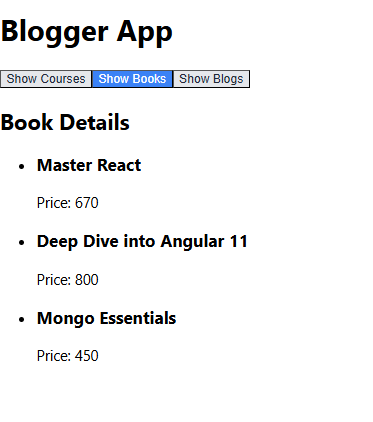 Blogger App
Show Courses Show Books Show Blogs
Book Details
Master React
Price: 670
Deep Dive into Angular 11
Price: 800
Mongo Essentials
Price: 450